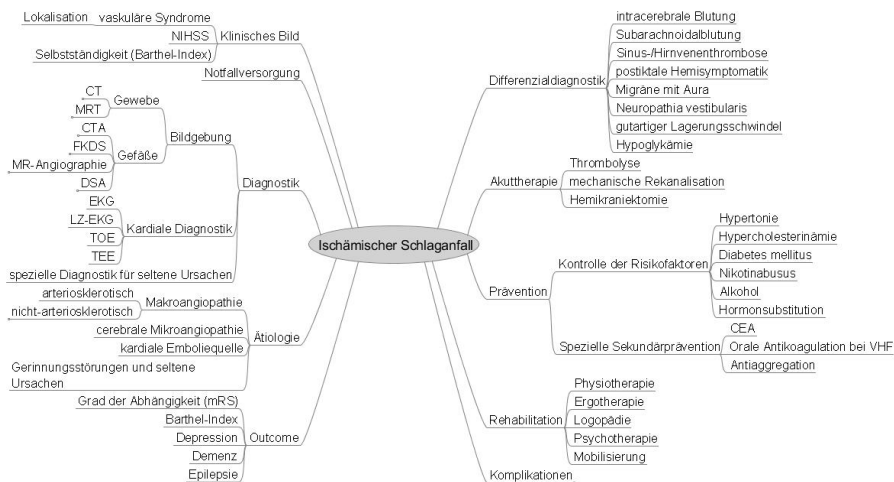 Lokalisation
vaskuläre Syndrome
NIHSS
Selbstständigkeit (Barthel-Index)
Klinisches Bild
Notfallversorgung
CT
MRT
Gewebe
CTA
FKDS
MR-Angiographie
DSA
Gefäße
Bildgebung
EKG
LZ-EKG
TOE
TEE
Kardiale Diagnostik
spezielle Diagnostik für seltene Ursachen
Diagnostik
arteriosklerotisch
nicht-arteriosklerotisch
Makroangiopathie
cerebrale Mikroangiopathie
kardiale Emboliequelle
Gerinnungsstörungen und seltene
Ursachen
Ätiologie
Grad der Abhängigkeit (mRS)
Barthel-Index
Depression
Demenz
Epilepsie
Outcome
Ischämischer Schlaganfall
Differenzialdiagnostik
intracerebrale Blutung
Subarachnoidalblutung
Sinus-/Hirnvenenthrombose
postiktale Hemisymptomatik
Migräne mit Aura
Neuropathia vestibularis
gutartiger Lagerungsschwindel
Hypoglykämie
Akuttherapie
Thrombolyse
mechanische Rekanalisation
Hemikraniektomie
Prävention
Kontrolle der Risikofaktoren
Hypertonie
Hypercholesterinämie
Diabetes mellitus
Nikotinabusus
Alkohol
Hormonsubstitution
Spezielle Sekundärprävention
CEA
Orale Antikoagulation bei VHF
Antiaggregation
Rehabilitation
Physiotherapie
Ergotherapie
Logopädie
Psychotherapie
Mobilisierung
Komplikationen